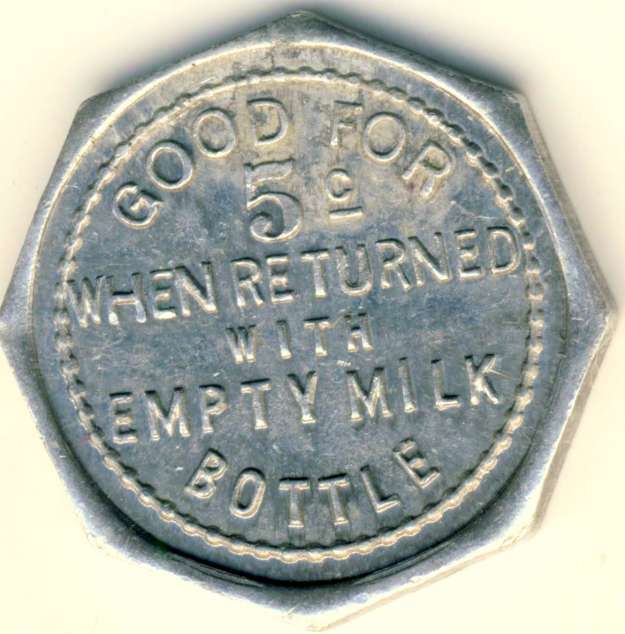 GOOD FOR
5¢
WHEN RETURNED
WITH
EMPTY MILK
BOTTLE